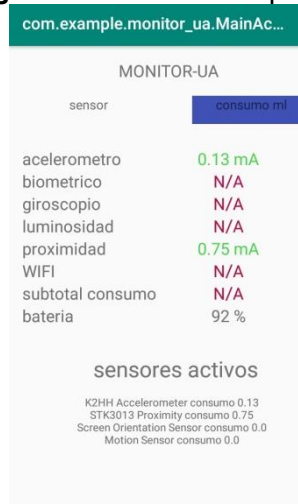 com.example.monitor_ua.MainAc...
MONITOR-UA
sensor consumo ml
acelerometro 0.13 mA
biometrico N/A
giroscopio N/A
luminosidad N/A
proximidad 0.75 mA
WIFI N/A
subtotal consumo N/A
bateria 92 %
sensores activos
K2HH Accelerometer consumo 0.13
STK3013 Proximity consumo 0.75
Screen Orientation Sensor consumo 0.0
Motion Sensor consumo 0.0